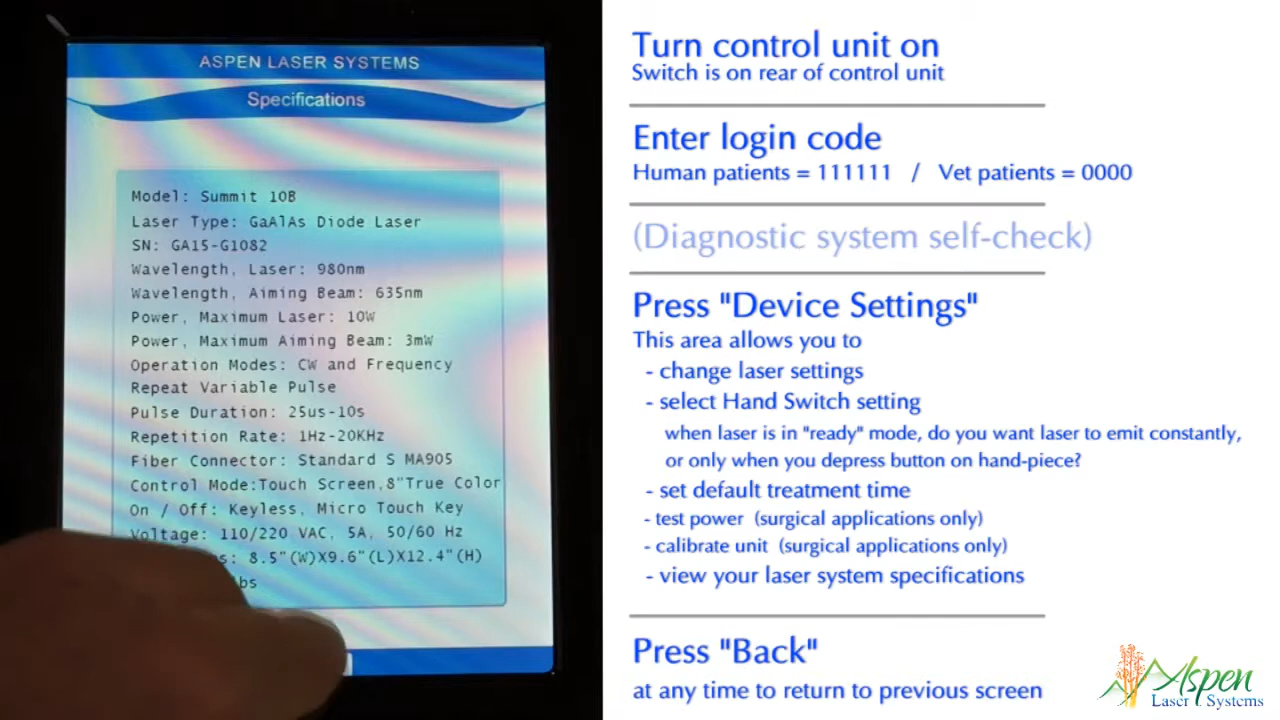 ASPEN LASER SYSTEMS
Specifications
Model: Summit 10B
Laser Type: GaAlAs Diode Laser
SN: GA15-G1082
Wavelength, Laser: 980nm
Wavelength, Aiming Beam: 635nm
Power, Maximum Laser: 10W
Power, Maximum Aiming Beam: 3mW
Operation Modes: CW and Frequency
Repeat Variable Pulse
Pulse Duration: 25us-10s
Repetition Rate: 1Hz-20KHz
Fiber Connector: Standard S MA905
Control Mode:Touch Screen,8"True Color
On / Off: Keyless, Micro Touch Key
Voltage: 110/220 VAC, 5A, 50/60 Hz
8.5"(W)X9.6"(L)X12.4"(H)
Turn control unit on
Switch is on rear of control unit
Enter login code
Human patients = 111111 / Vet patients = 0000
(Diagnostic system self-check)
Press "Device Settings"
This area allows you to
- change laser settings
- select Hand Switch setting
when laser is in "ready" mode, do you want laser to emit constantly,
or only when you depress button on hand-piece?
- set default treatment time
- test power (surgical applications only)
- calibrate unit (surgical applications only)
- view your laser system specifications
Press "Back"
at any time to return to previous screen
Aspen
Laser Systems